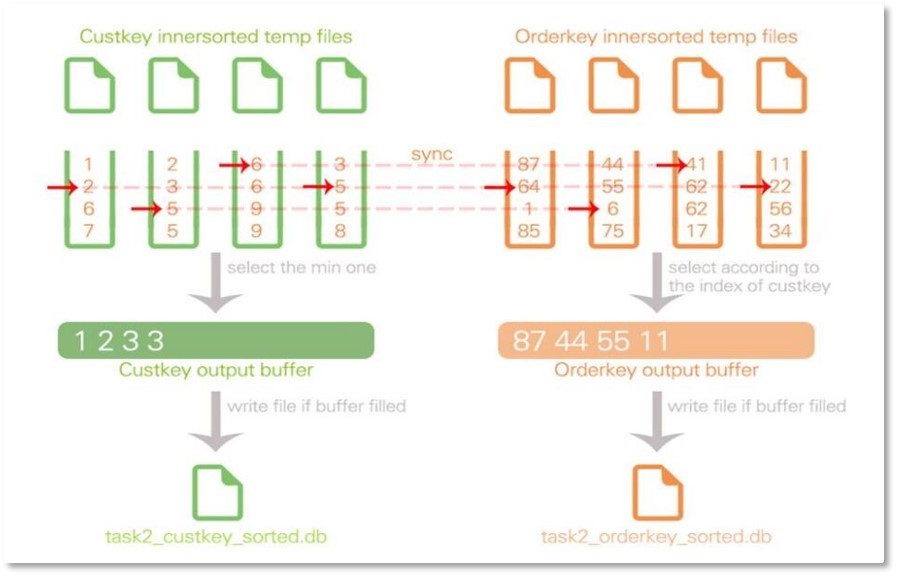 Custkey innersorted temp files
Orderkey innersorted temp files
sync
1 2 6 3 87 44 41 11
2 3 6 5 64 55 62 22
6 5 9 5 1 6 62 56
7 5 9 8 85 75 17 34
select the min one
select according to
the index of custkey
1 2 3 3
87 44 55 11
Custkey output buffer
Orderkey output buffer
write file if buffer filled
write file if buffer filled
task2_custkey_sorted.db
task2_orderkey_sorted.db